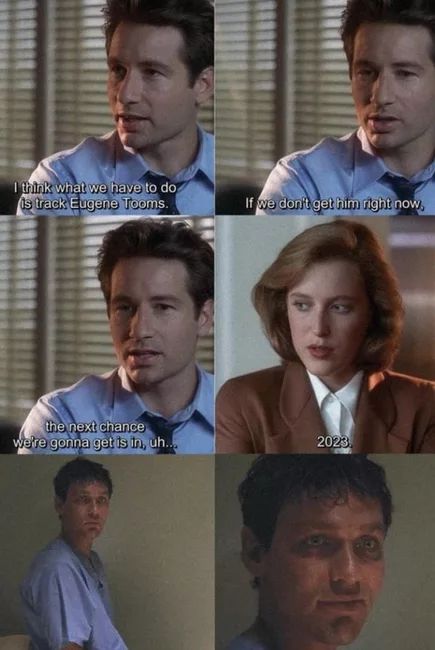 I think what we have to do
is track Eugene Tooms.
If we don't get him right now,
the next chance
we're gonna get is in, uh...
2023.